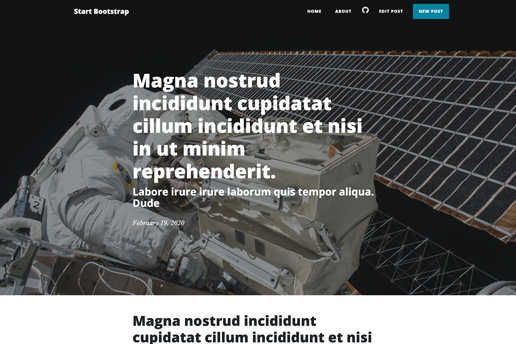 Start Bootstrap
HOME
ABOUT
EDIT POST
NEW POST
Magna nostrud
incididunt cupidatat
cillum incididunt et nisi
in ut minim
reprehenderit.
Labore irure irure laborum quis tempor aliqua.
Dude
February 19, 2020
Magna nostrud incididunt
cupidatat cillum incididunt et nisi